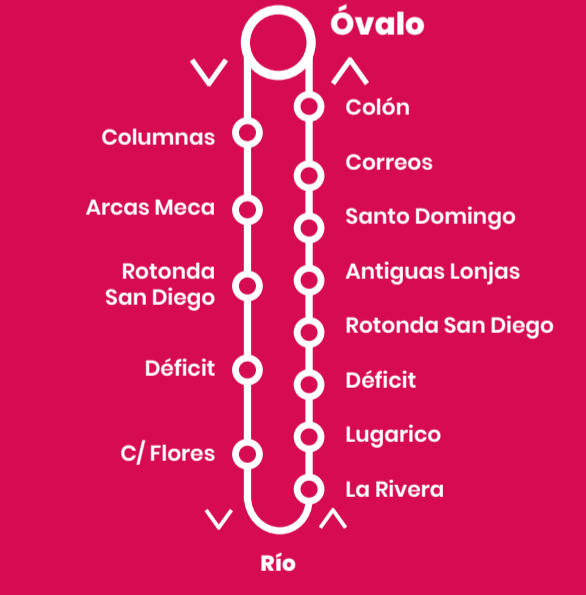 Óvalo
Columnas
Arcas Meca
Rotonda
San Diego
Déficit
C/ Flores
Colón
Correos
Santo Domingo
Antiguas Lonjas
Rotonda San Diego
Déficit
Lugarico
La Rivera
Río